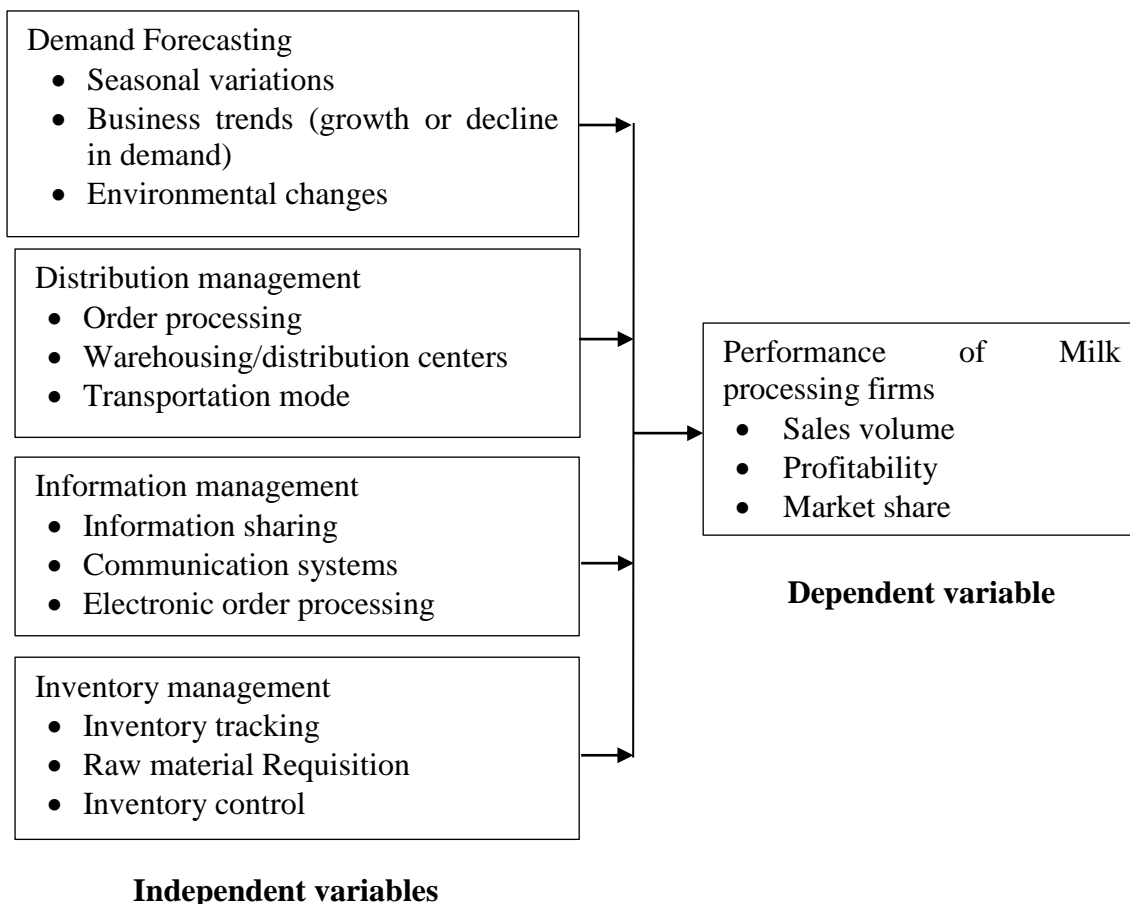 Demand Forecasting
• Seasonal variations
• Business trends (growth or decline
in demand)
• Environmental changes
Distribution management
• Order processing
• Warehousing/distribution centers
• Transportation mode
Information management
• Information sharing
• Communication systems
• Electronic order processing
Inventory management
• Inventory tracking
• Raw material Requisition
• Inventory control
Independent variables
Performance of Milk
processing firms
• Sales volume
• Profitability
• Market share
Dependent variable